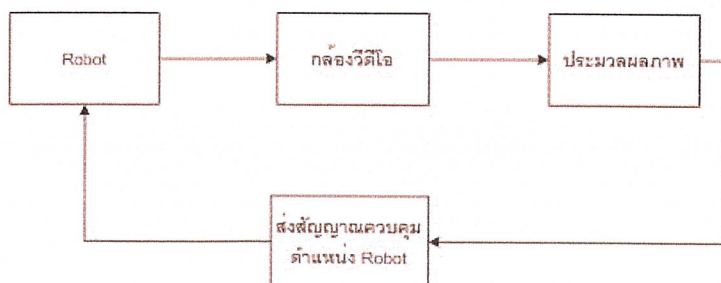 Robot
กล้องวีดีโอ
ประมวลผลภาพ
ส่งสัญญาณควบคุม
ตำแหน่ง Robot